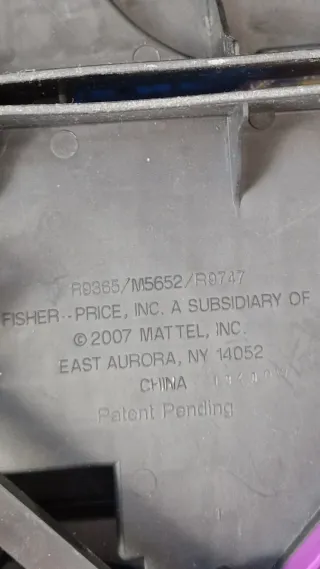 R9365/M5652/R9747
FISHER-PRICE, INC. A SUBSIDIARY OF
© 2007 MATTEL, INC.
EAST AURORA, NY 14052
CHINA
Patent Pending